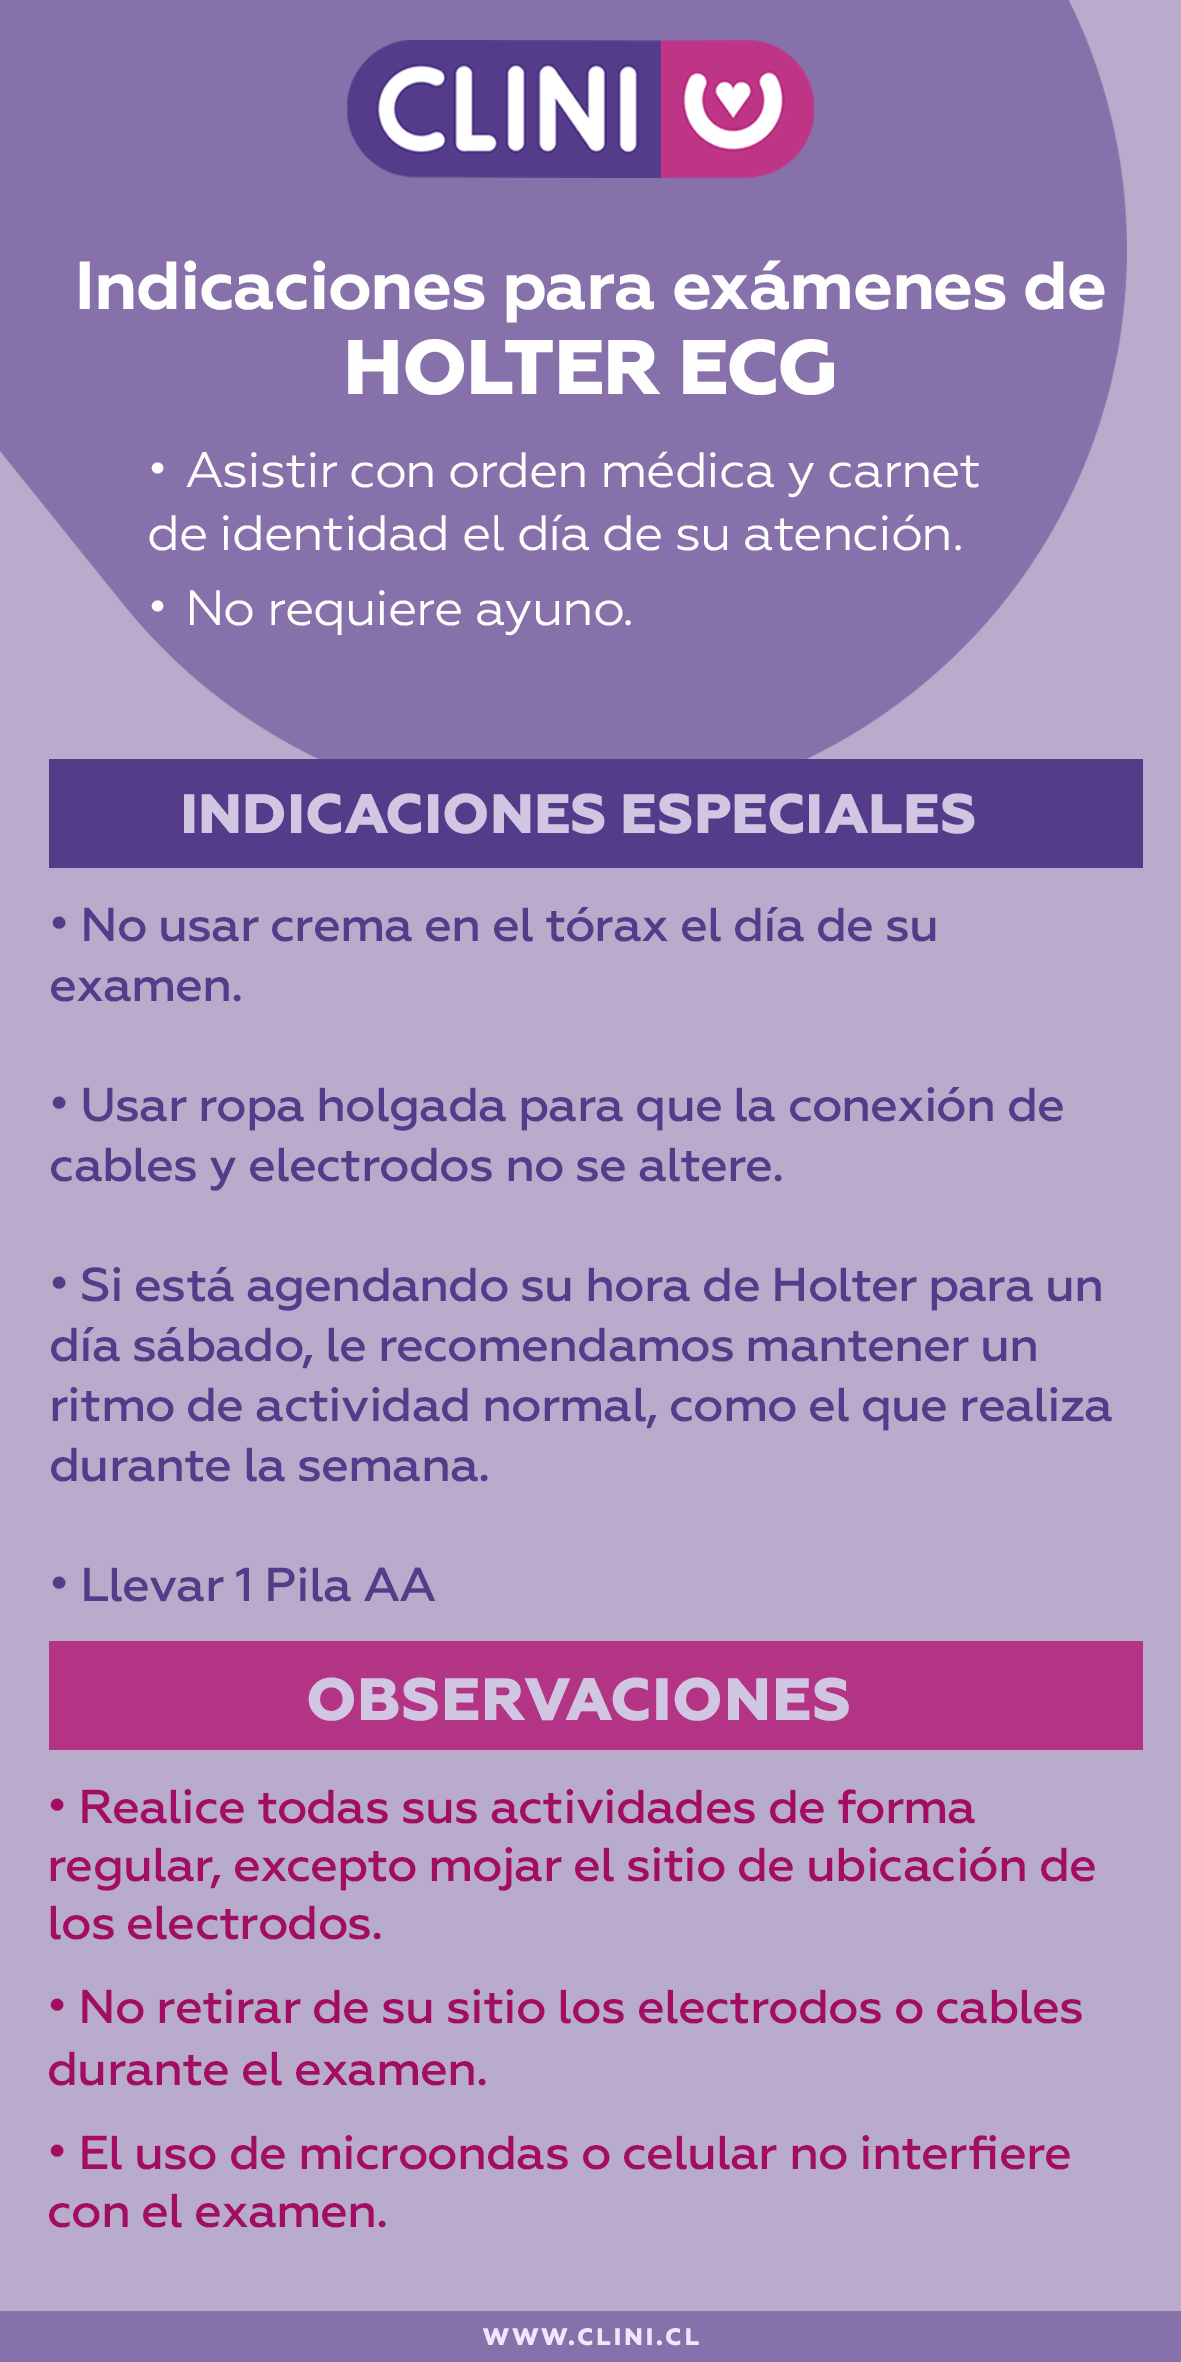 CLINI
Indicaciones para exámenes de
HOLTER ECG
• Asistir con orden médica y carnet
de identidad el día de su atención.
• No requiere ayuno.
INDICACIONES ESPECIALES
• No usar crema en el tórax el día de su
examen.
• Usar ropa holgada para que la conexión de
cables y electrodos no se altere.
• Si está agendando su hora de Holter para un
día sábado, le recomendamos mantener un
ritmo de actividad normal, como el que realiza
durante la semana.
• Llevar 1 Pila AA
OBSERVACIONES
• Realice todas sus actividades de forma
regular, excepto mojar el sitio de ubicación de
los electrodos.
• No retirar de su sitio los electrodos o cables
durante el examen.
• El uso de microondas o celular no interfiere
con el examen.
WWW.CLINI.CL